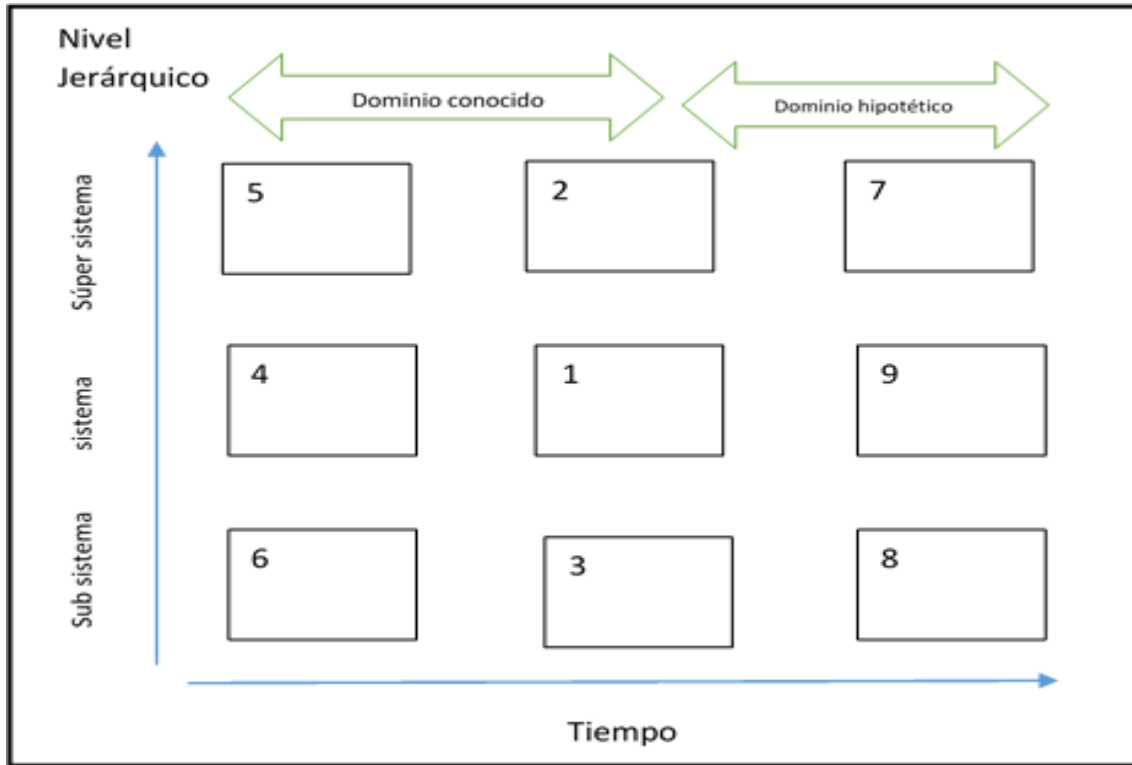 Nivel
Jerárquico
Dominio conocido
Dominio hipotético
Súper sistema
5
2
7
sistema
4
1
9
Sub sistema
6
3
8
Tiempo